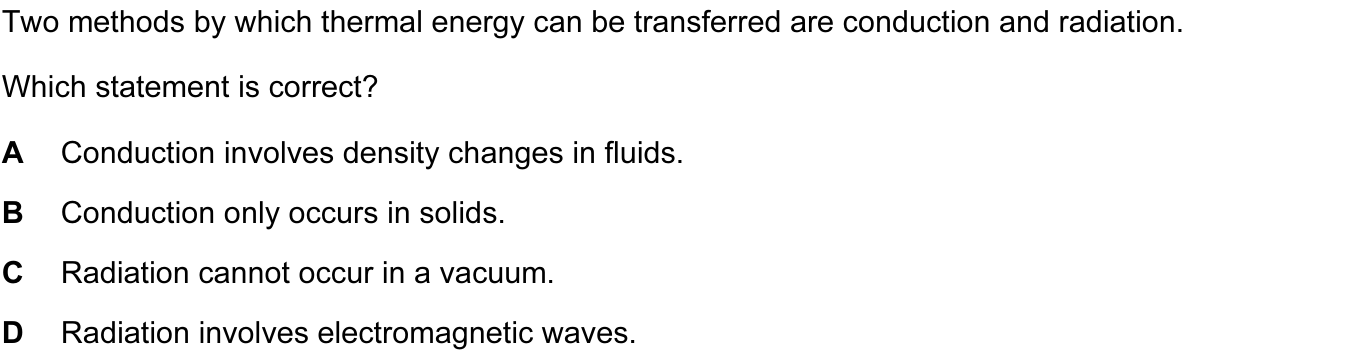 Two methods by which thermal energy can be transferred are conduction and radiation.
Which statement is correct?
A Conduction involves density changes in fluids.
B Conduction only occurs in solids.
C Radiation cannot occur in a vacuum.
D Radiation involves electromagnetic waves.